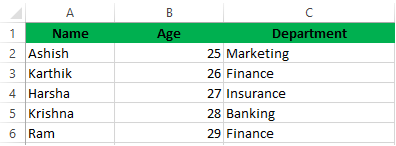 A B C
1 Name Age Department
2 Ashish 25 Marketing
3 Karthik 26 Finance
4 Harsha 27 Insurance
5 Krishna 28 Banking
6 Ram 29 Finance